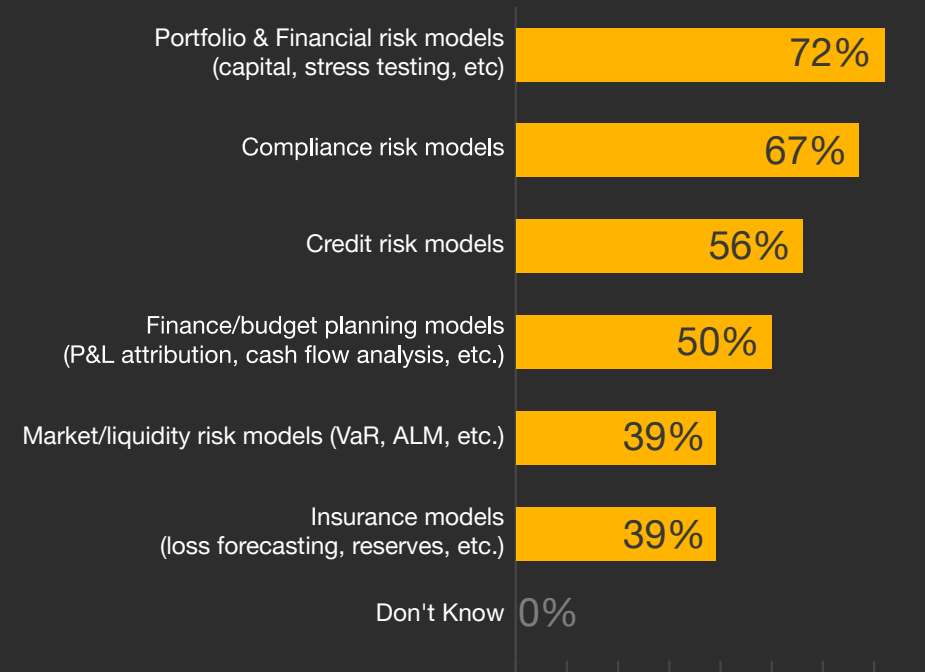 Portfolio & Financial risk models
(capital, stress testing, etc)
72%
Compliance risk models
67%
Credit risk models
56%
Finance/budget planning models
(P&L attribution, cash flow analysis, etc.)
50%
Market/liquidity risk models (VaR, ALM, etc.)
39%
Insurance models
(loss forecasting, reserves, etc.)
39%
Don't Know
0%